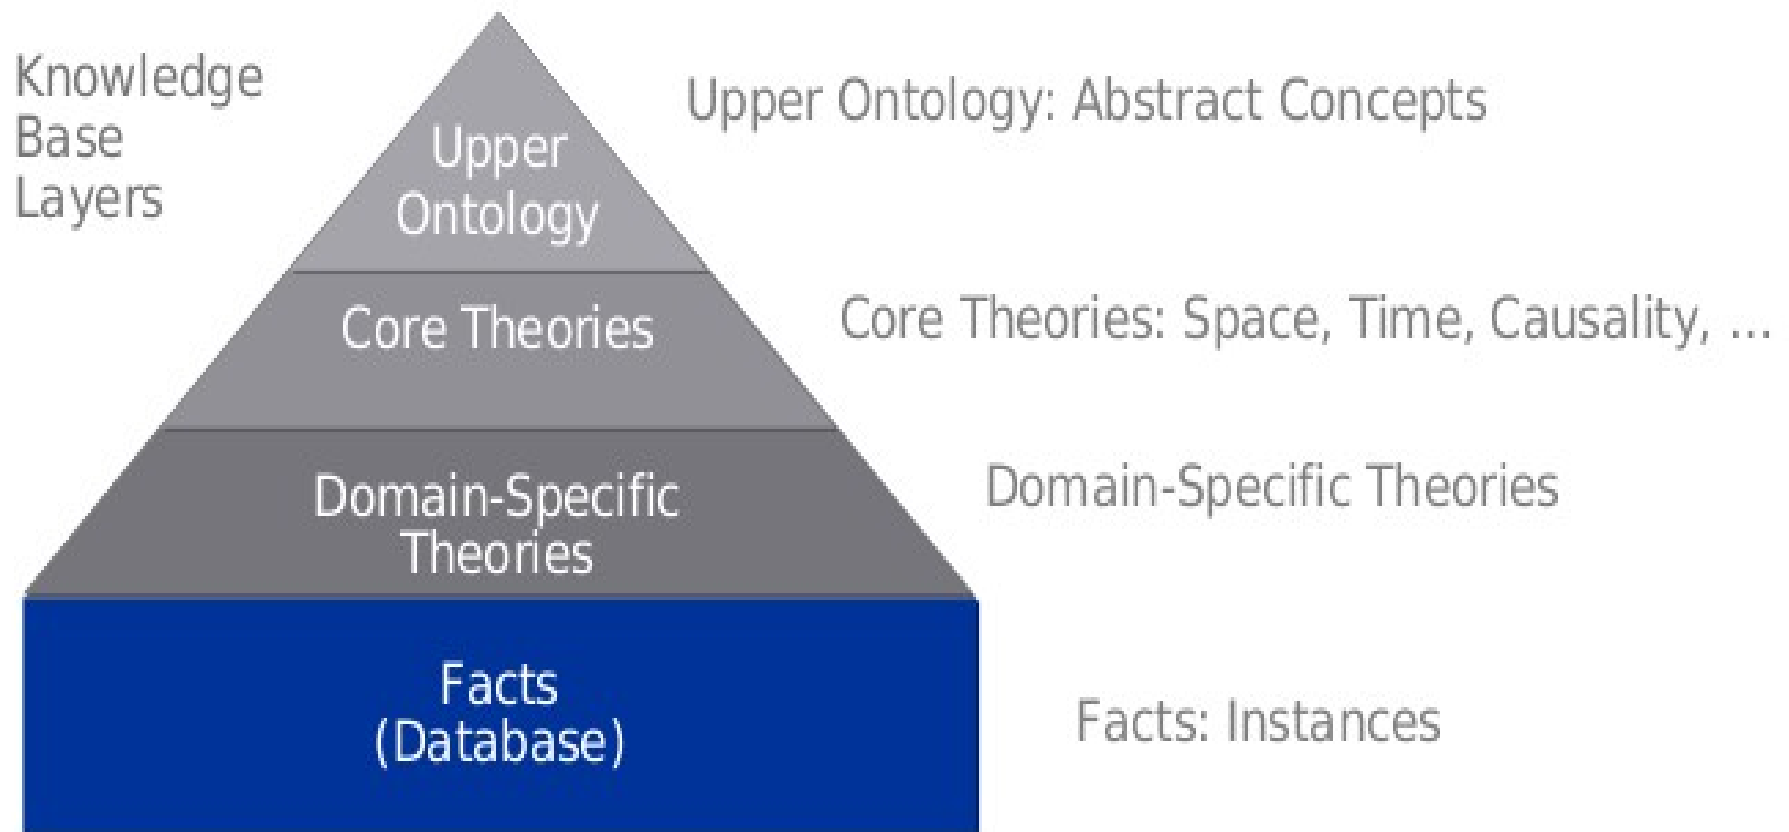 Knowledge
Base
Layers
Upper
Ontology
Upper Ontology: Abstract Concepts
Core Theories
Core Theories: Space, Time, Causality, ...
Domain-Specific
Theories
Domain-Specific Theories
Facts
(Database)
Facts: Instances